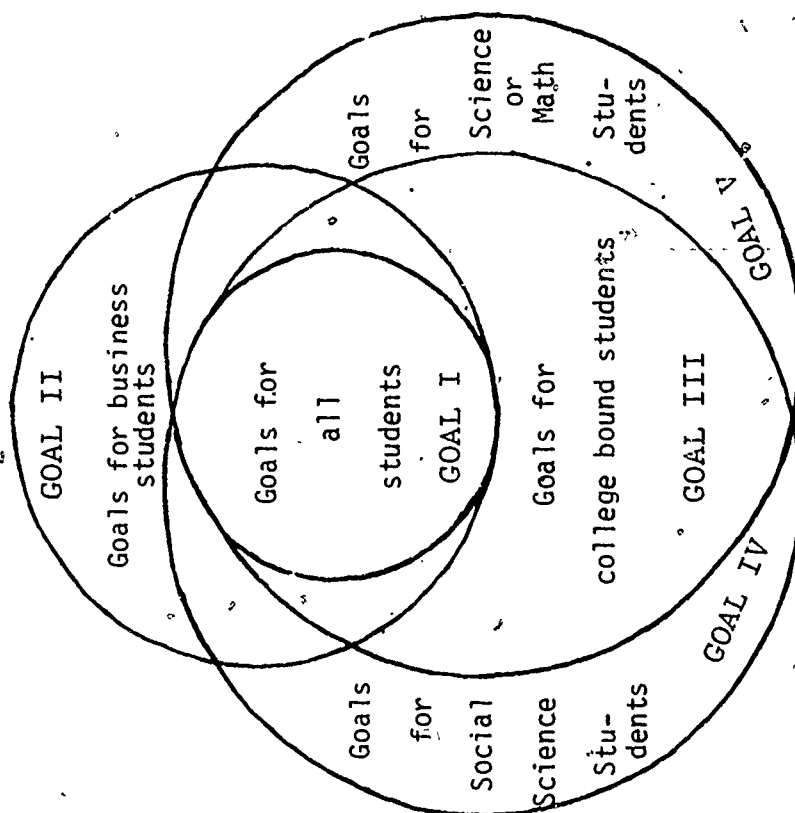 GOAL II
Goals for business
students
Goals for
all
students
GOAL I
Goals for
college bound students
GOAL III
Goals
for
Social
Science
Stu-
dents
GOAL IV
Goals
for
Science
or
Math
Stu-
dents
GOAL V